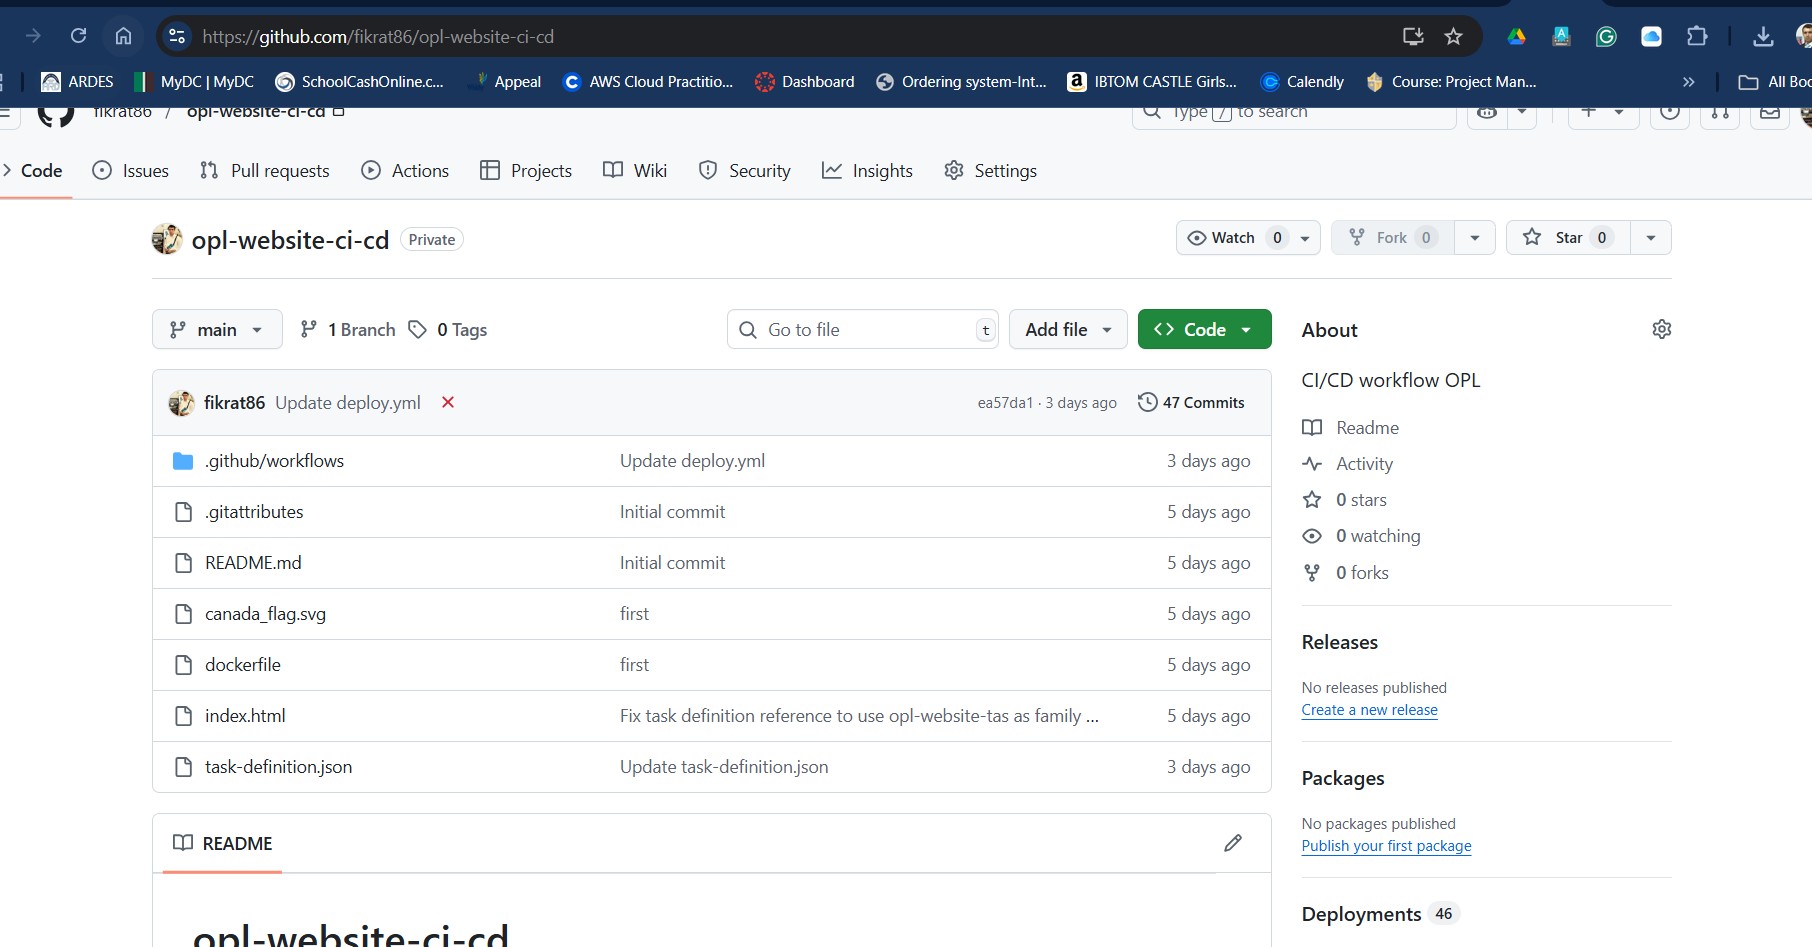 https://github.com/fikrat86/opl-website-ci-cd
ARDES MyDC | MyDC SchoolCashOnline.c... Appeal AWS Cloud Practitio... Dashboard Ordering system-Int... IBTOM CASTLE Girls... Calendly Course: Project Man... » All Boo
fikrat86 / opl-website-ci-cd Type / to search
Code Issues Pull requests Actions Projects Wiki Security Insights Settings
opl-website-ci-cd Private Watch 0 Fork 0 Star 0
main 1 Branch 0 Tags Go to file t Add file Code
fikrat86 Update deploy.yml ea57da1 · 3 days ago 47 Commits
.github/workflows Update deploy.yml 3 days ago
.gitattributes Initial commit 5 days ago
README.md Initial commit 5 days ago
canada_flag.svg first 5 days ago
dockerfile first 5 days ago
index.html Fix task definition reference to use opl-website-tas as family ... 5 days ago
task-definition.json Update task-definition.json 3 days ago
README
opl-website-ci-cd
About
CI/CD workflow OPL
Readme
Activity
0 stars
0 watching
0 forks
Releases
No releases published
Create a new release
Packages
No packages published
Publish your first package
Deployments 46